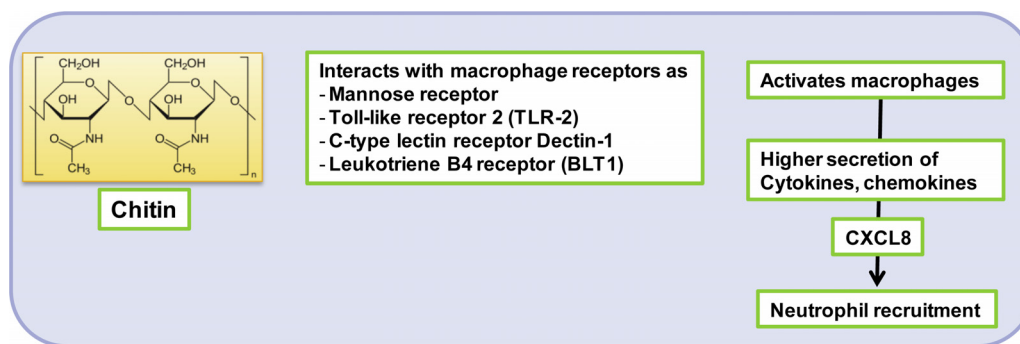 CH₂OH
CH₂OH
O
O
OH
OH
O
O
O
NH
O
NH
CH₃
CH₃
n
Chitin
Interacts with macrophage receptors as
- Mannose receptor
- Toll-like receptor 2 (TLR-2)
- C-type lectin receptor Dectin-1
- Leukotriene B4 receptor (BLT1)
Activates macrophages
Higher secretion of
Cytokines, chemokines
CXCL8
Neutrophil recruitment